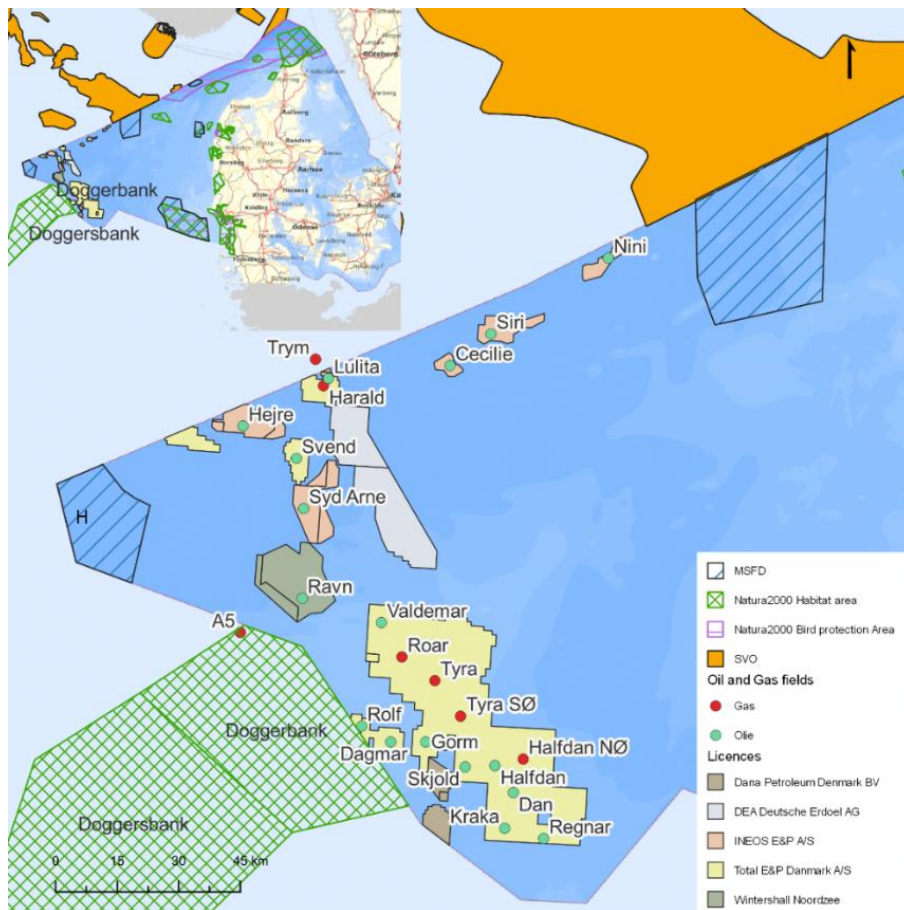 Göteborg
Aalborg
Randers
Aarhus
Herning
Kolding
Odense
Doggerbank
Doggersbank
Nini
Siri
Cecilie
Trym
Lulita
Harald
Hejre
Svend
Syd Arne
H
Ravn
A5
Valdemar
Roar
Tyra
Tyra SØ
Rolf
Doggerbank
Dagmar
Gorm
Halfdan NØ
Skjold
Halfdan
Dan
Kraka
Regnar
Doggersbank
0 15 30 45 km
MSFD
Natura2000 Habitat area
Natura2000 Bird protection Area
SVO
Oil and Gas fields
Gas
Olie
Licences
Dana Petroleum Denmark BV
DEA Deutsche Erdoel AG
INEOS E&P A/S
Total E&P Danmark A/S
Wintershall Noordzee